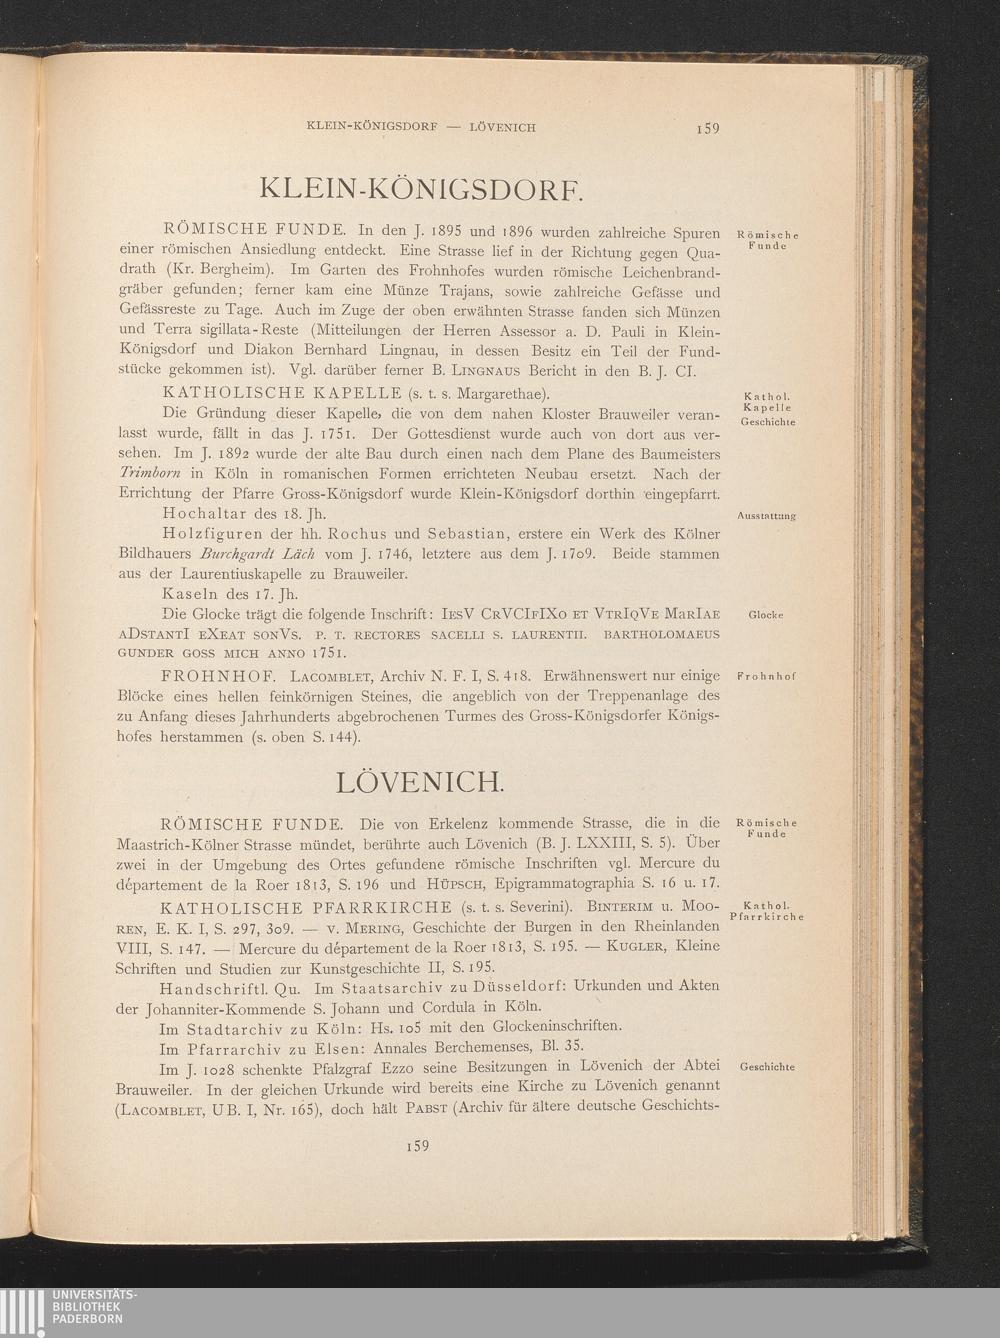 KLEIN-KÖNIGSDORF — LÖVENICH 159
KLEIN-KÖNIGSDORF.
RÖMISCHE FUNDE. In den J. 1895 und 1896 wurden zahlreiche Spuren
Römische
Funde
einer römischen Ansiedlung entdeckt. Eine Strasse lief in der Richtung gegen Qua-
drath (Kr. Bergheim). Im Garten des Frohnhofes wurden römische Leichenbrand-
gräber gefunden; ferner kam eine Münze Trajans, sowie zahlreiche Gefässe und
Gefässreste zu Tage. Auch im Zuge der oben erwähnten Strasse fanden sich Münzen
und Terra sigillata-Reste (Mitteilungen der Herren Assessor a. D. Pauli in Klein-
Königsdorf und Diakon Bernhard Lingnau, in dessen Besitz ein Teil der Fund-
stücke gekommen ist). Vgl. darüber ferner B. LINGNAUS Bericht in den B. J. CI.
KATHOLISCHE KAPELLE (s. t. s. Margarethae).
Kathol.
Kapelle
Die Gründung dieser Kapelle, die von dem nahen Kloster Brauweiler veran-
Geschichte
lasst wurde, fällt in das J. 1751. Der Gottesdienst wurde auch von dort aus ver-
sehen. Im J. 1892 wurde der alte Bau durch einen nach dem Plane des Baumeisters
Trimborn in Köln in romanischen Formen errichteten Neubau ersetzt. Nach der
Errichtung der Pfarre Gross-Königsdorf wurde Klein-Königsdorf dorthin eingepfarrt.
Hochaltar des 18. Jh.
Ausstattung
Holzfiguren der hh. Rochus und Sebastian, erstere ein Werk des Kölner
Bildhauers Burchgardt Läch vom J. 1746, letztere aus dem J. 1709. Beide stammen
aus der Laurentiuskapelle zu Brauweiler.
Kaseln des 17. Jh.
Die Glocke trägt die folgende Inschrift: IESV CRVCIFIXO ET VTRIQVE MARIAE
Glocke
ADSTANTI EXEAT SONVS. P. T. RECTORES SACELLI S. LAURENTII. BARTHOLOMAEUS
GUNDER GOSS MICH ANNO 1751.
FROHNHOF. LACOMBLET, Archiv N. F. I, S. 418. Erwähnenswert nur einige
Frohnhof
Blöcke eines hellen feinkörnigen Steines, die angeblich von der Treppenanlage des
zu Anfang dieses Jahrhunderts abgebrochenen Turmes des Gross-Königsdorfer Königs-
hofes herstammen (s. oben S. 144).
LÖVENICH.
RÖMISCHE FUNDE. Die von Erkelenz kommende Strasse, die in die
Römische
Funde
Maastrich-Kölner Strasse mündet, berührte auch Lövenich (B. J. LXXIII, S. 5). Über
zwei in der Umgebung des Ortes gefundene römische Inschriften vgl. Mercure du
département de la Roer 1813, S. 196 und HÜPSCH, Epigrammatographia S. 16 u. 17.
KATHOLISCHE PFARRKIRCHE (s. t. s. Severini). BINTERIM u. MOO-
Kathol.
Pfarrkirche
REN, E. K. I, S. 297, 309. — V. MERING, Geschichte der Burgen in den Rheinlanden
VIII, S. 147. — Mercure du département de la Roer 1813, S. 195. — KUGLER, Kleine
Schriften und Studien zur Kunstgeschichte II, S. 195.
Handschriftl. Qu. Im Staatsarchiv zu Düsseldorf: Urkunden und Akten
der Johanniter-Kommende S. Johann und Cordula in Köln.
Im Stadtarchiv zu Köln: Hs. 105 mit den Glockeninschriften.
Im Pfarrarchiv zu Elsen: Annales Berchemenses, Bl. 35.
Im J. 1028 schenkte Pfalzgraf Ezzo seine Besitzungen in Lövenich der Abtei
Geschichte
Brauweiler. In der gleichen Urkunde wird bereits eine Kirche zu Lövenich genannt
(LACOMBLET, UB. I, Nr. 165), doch hält PABST (Archiv für ältere deutsche Geschichts-
159
UNIVERSITÄTS-
BIBLIOTHEK
PADERBORN